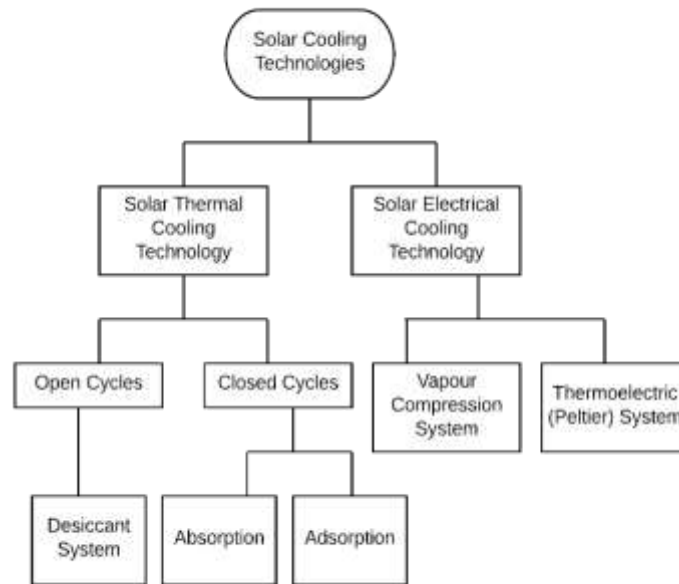 Solar Cooling
Technologies
Solar Thermal
Cooling
Technology
Solar Electrical
Cooling
Technology
Open Cycles
Closed Cycles
Vapour
Compression
System
Thermoelectric
(Peltier) System
Desiccant
System
Absorption
Adsorption